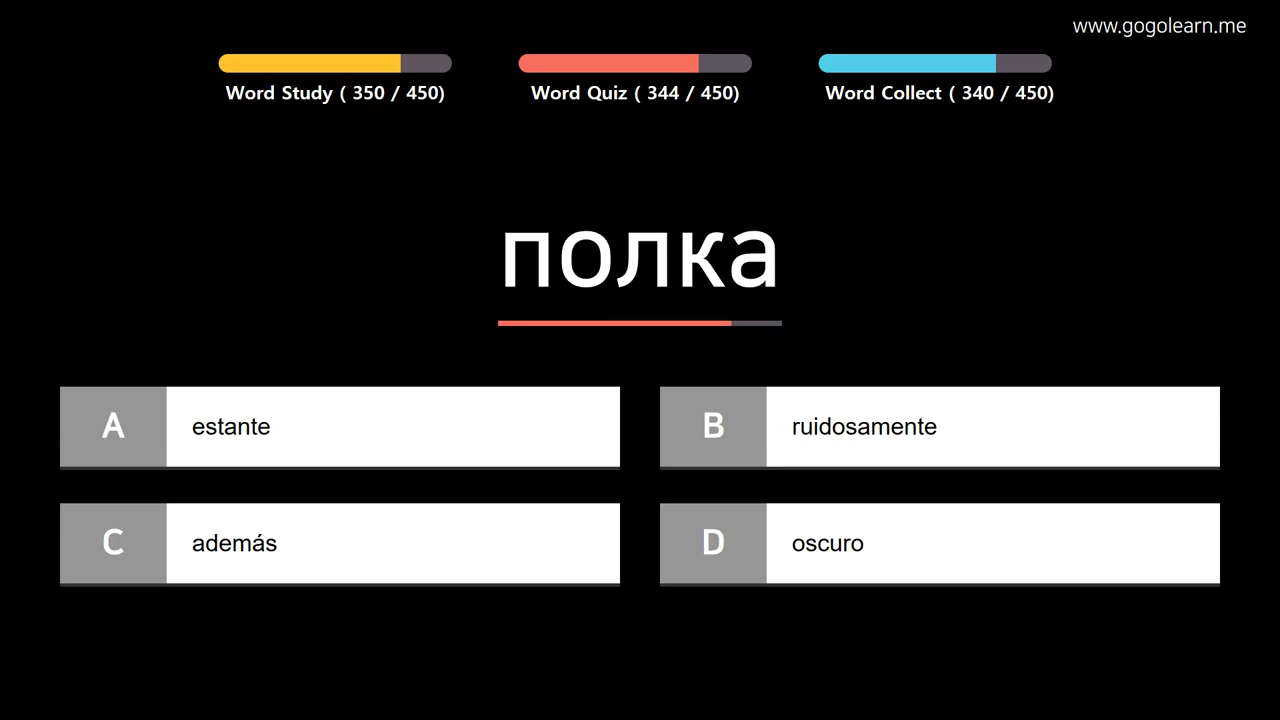 www.gogolearn.me
Word Study ( 350 / 450)
Word Quiz ( 344 / 450)
Word Collect ( 340 / 450)
полка
A estante
B ruidosamente
C además
D oscuro